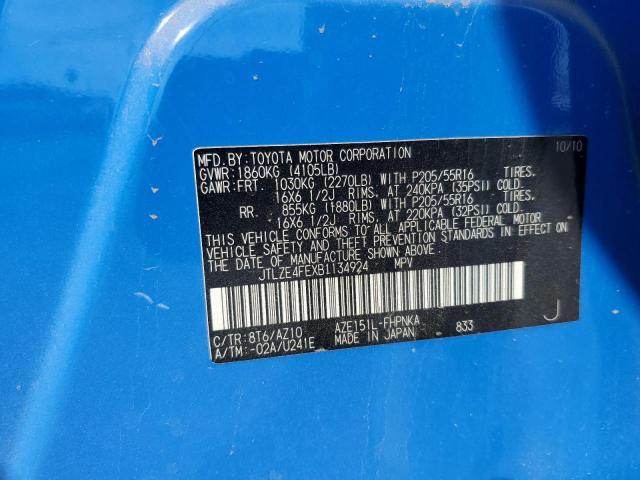 MFD.BY:TOYOTA MOTOR CORPORATION 10/10
GVWR:1860KG (4105LB)
GAWR:FRT. 1030KG (2270LB) WITH P205/55R16 TIRES.
16X6 1/2J RIMS. AT 240KPA (35PSI) COLD.
RR. 855KG (1880LB) WITH P205/55R16 TIRES.
16X6 1/2J RIMS. AT 220KPA (32PSI) COLD.
THIS VEHICLE CONFORMS TO ALL APPLICABLE FEDERAL MOTOR
VEHICLE SAFETY AND THEFT PREVENTION STANDARDS IN EFFECT ON
THE DATE OF MANUFACTURE SHOWN ABOVE.
JTLZE4FEXB1134924 MPV
J
C/TR:8T6/AZ10 AZE151L-FHPNKA
A/TM:-02A/U241E MADE IN JAPAN 833